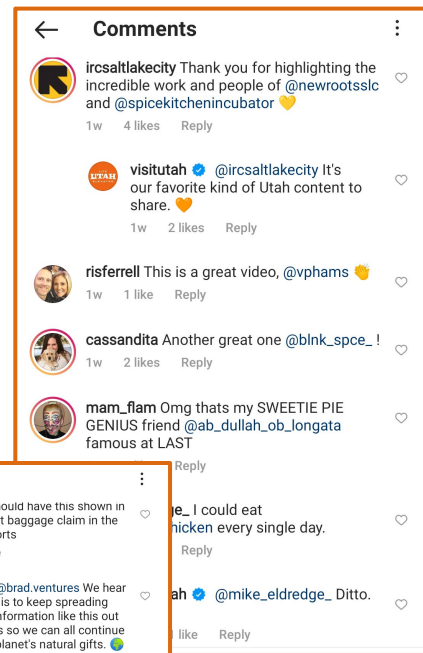 Comments
ircsaltlakecity Thank you for highlighting the
incredible work and people of @newrootsslc
and @spicekitchenincubator 💛
1w 4 likes Reply
UTAH
visitutah @ircsaltlakecity It's
our favorite kind of Utah content to
share. 🧡
1w 2 likes Reply
risferrell This is a great video, @vphams 👏
1w 1 like Reply
cassandita Another great one @blnk_spce_ !
1w 2 likes Reply
mam_flam Omg thats my SWEETIE PIE
GENIUS friend @ab_dullah_ob_longata
famous at LAST
Reply
ge_ I could eat
hicken every single day.
Reply
ah @mike_eldredge_ Ditto.
like Reply
ould have this shown in
t baggage claim in the
orts
@brad.ventures We hear
is to keep spreading
nformation like this out
s so we can all continue
planet's natural gifts. 🌍